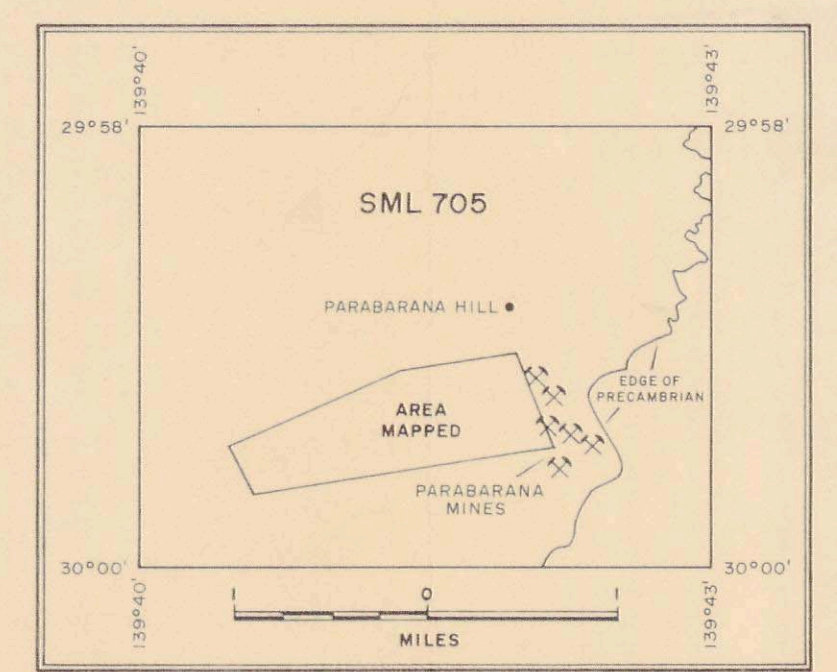 139°40'
139°43'
29°58'
29°58'
SML 705
PARABARANA HILL
EDGE OF
PRECAMBRIAN
AREA
MAPPED
PARABARANA
MINES
30°00'
30°00'
139°40'
139°43'
1 0 1
MILES